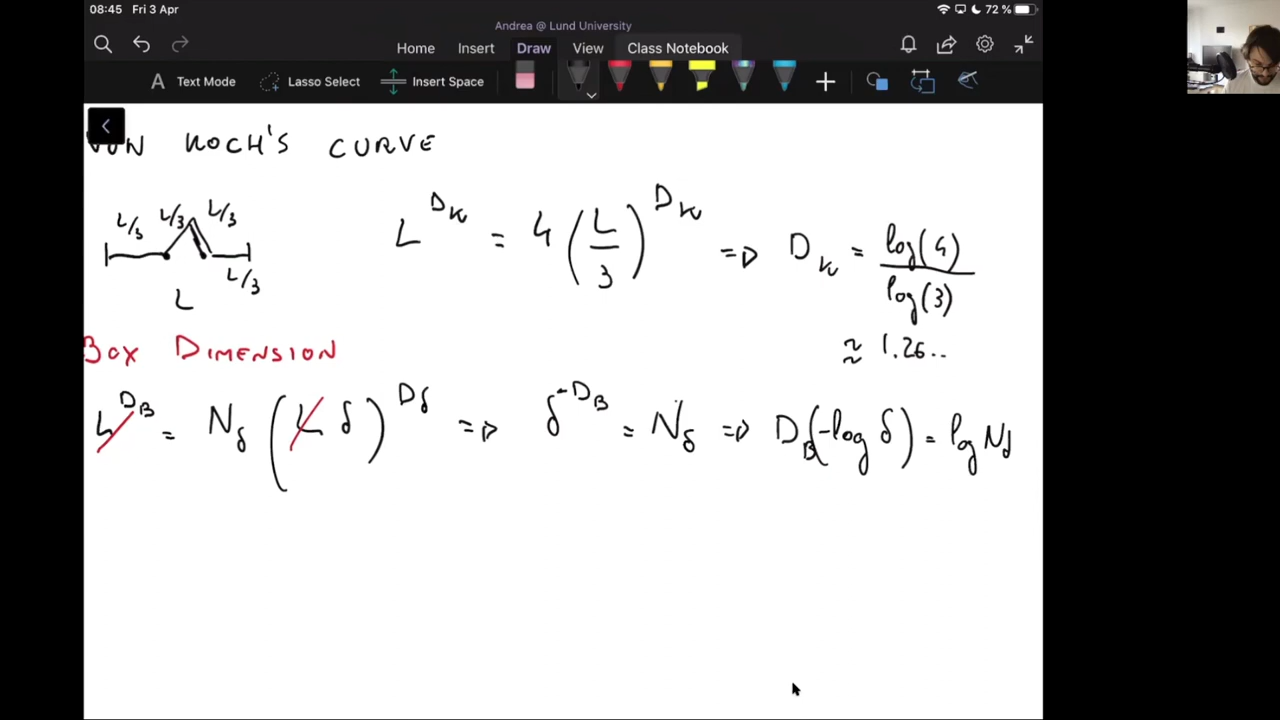 08:45 Fri 3 Apr
72 %
Andrea @ Lund University
Home Insert Draw View Class Notebook
Text Mode Lasso Select Insert Space
VON KOCH'S CURVE
L/3 L/3 L/3
L/3
L
L^{D_K} = 4 (L/3)^{D_K} => D_K = log(4)/log(3)
≈ 1.26..
BOX DIMENSION
L^{D_B} = N_δ (L δ)^{Dδ} => δ^{-D_B} = N_δ => D_B(-log δ) = log N_δ